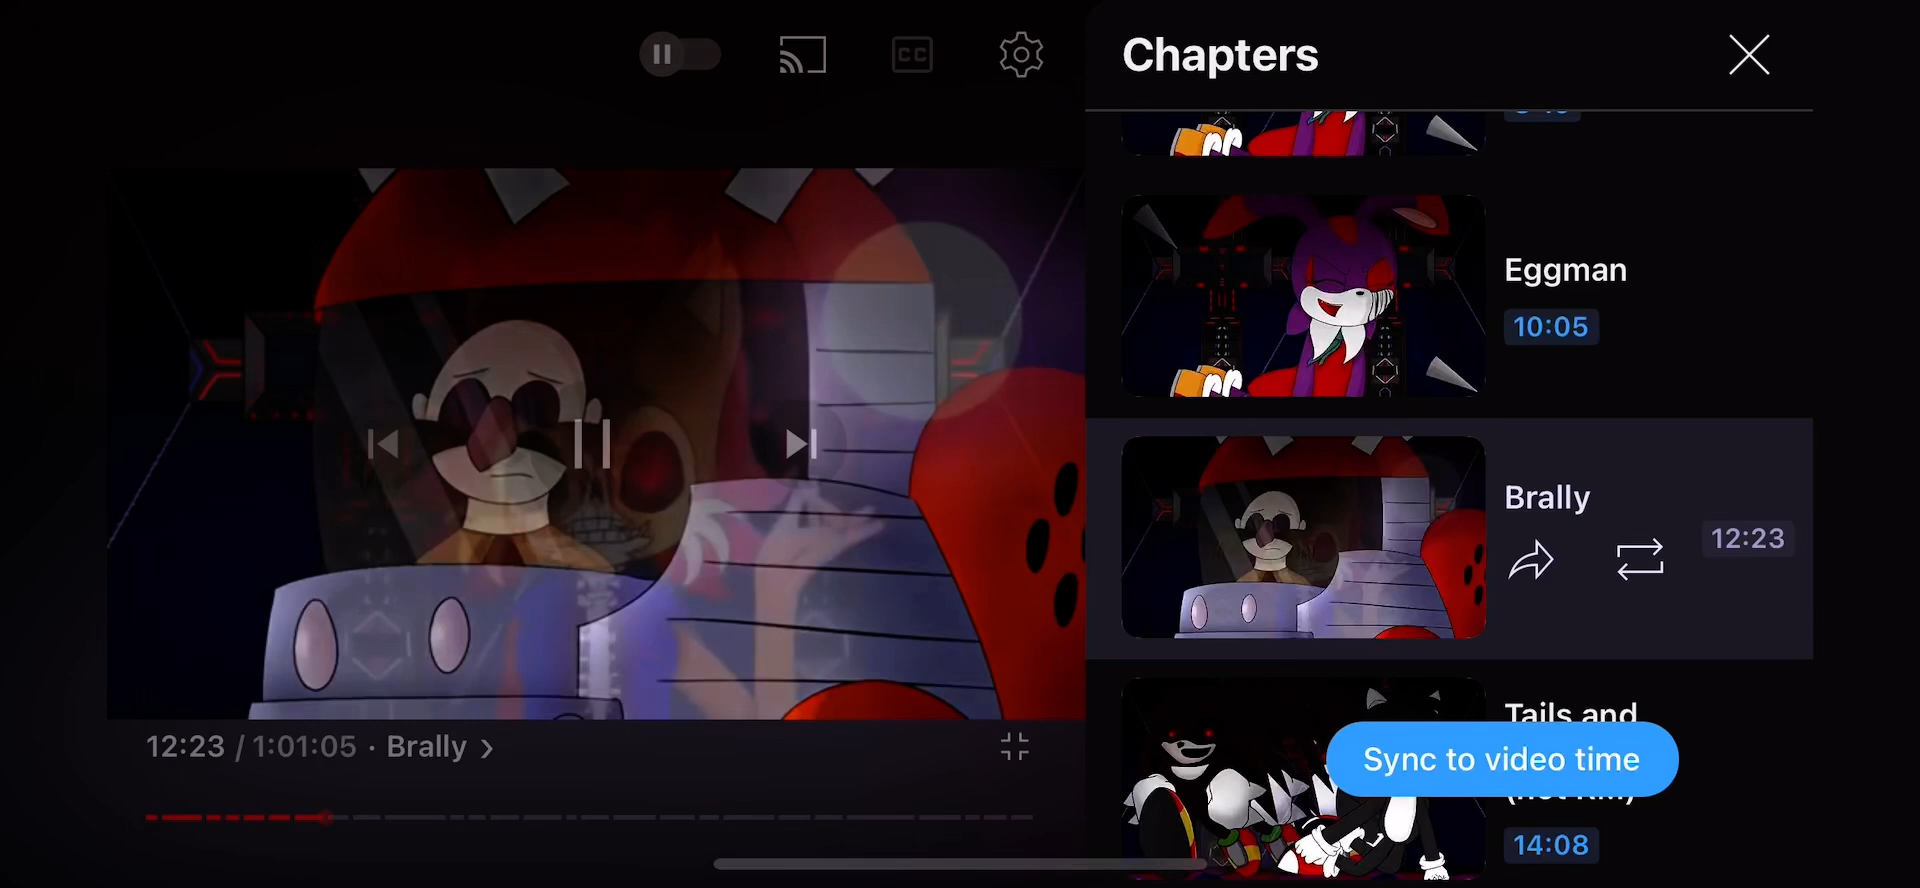 CC
Chapters
Eggman
10:05
Brally
12:23
Tails and
Sync to video time
14:08
12:23 / 1:01:05 · Brally